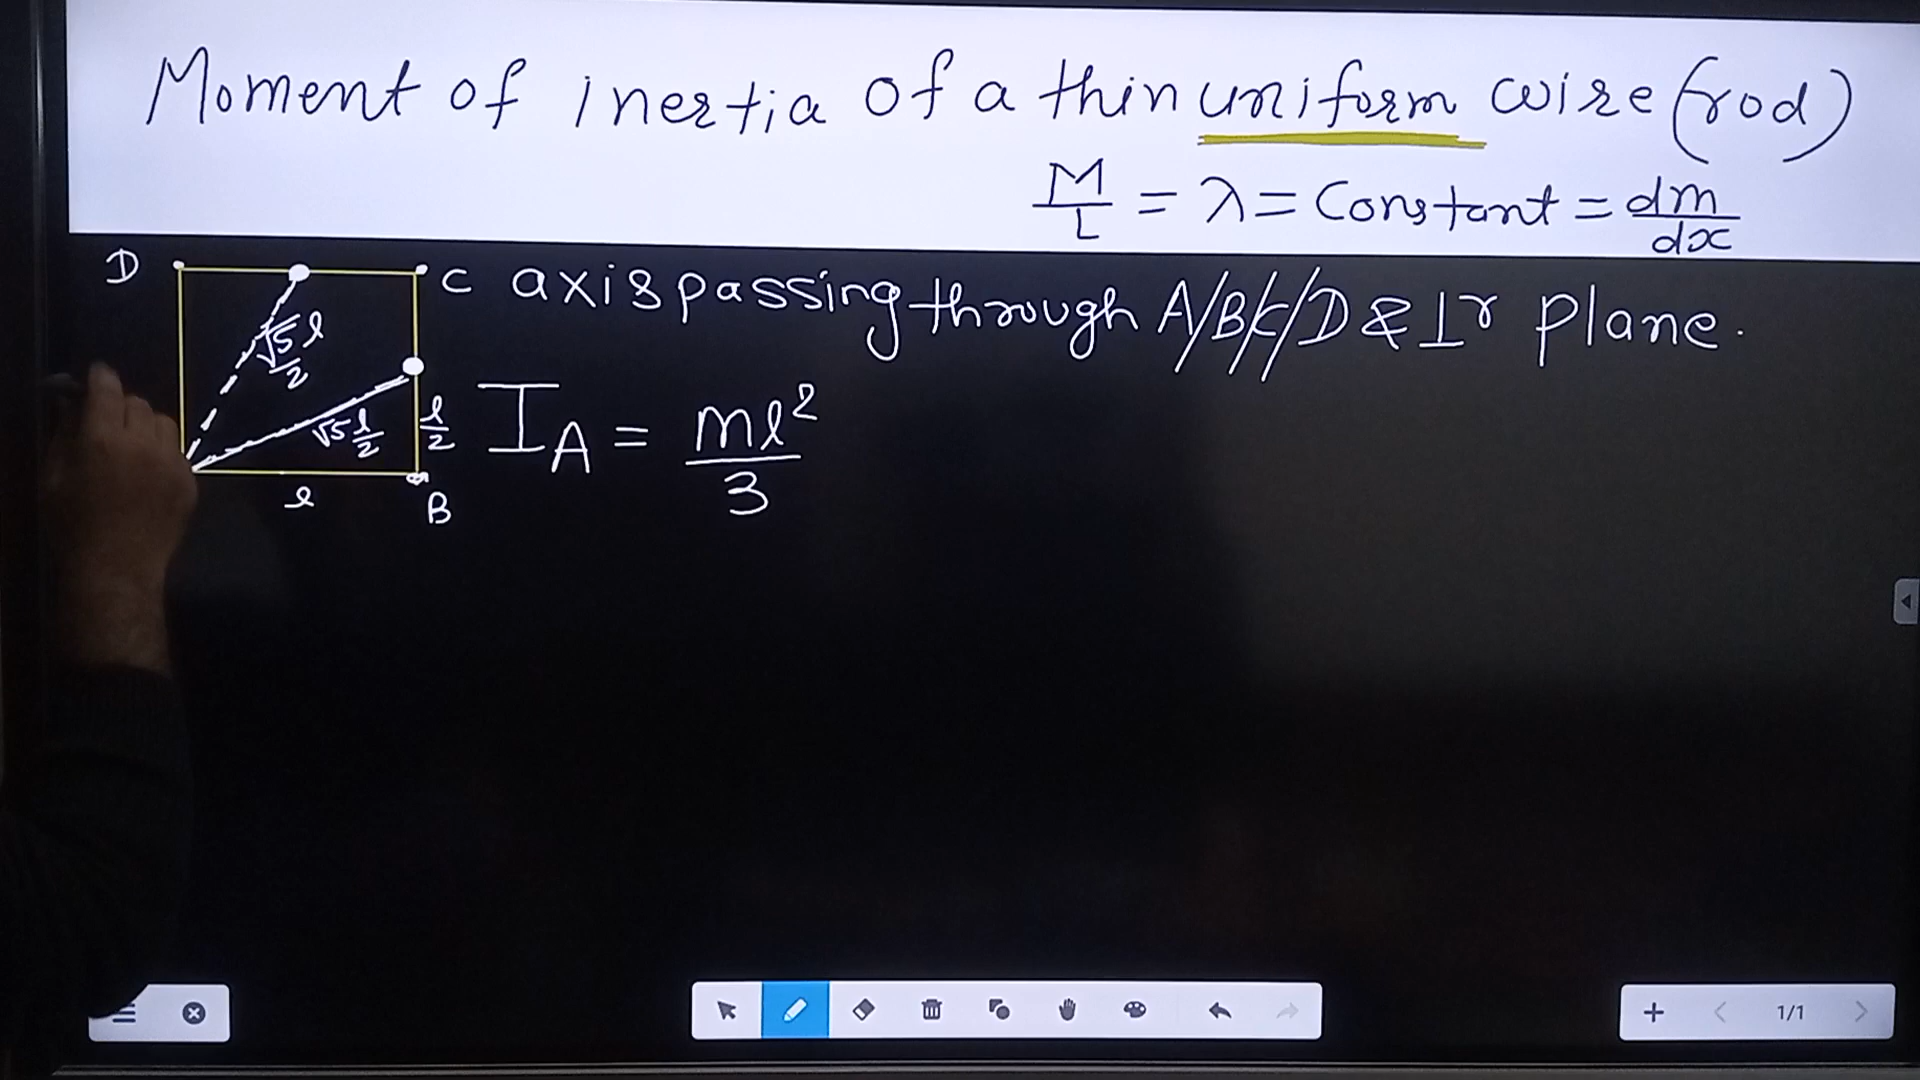 Moment of inertia of a thin uniform wire (rod)
M/L = λ = Constant = dm/dx
D
C axis passing through A/B/C/D & ⊥r plane.
√5 l/2
√5 l/2
l/2
I_A = ml²/3
l
B
1/1